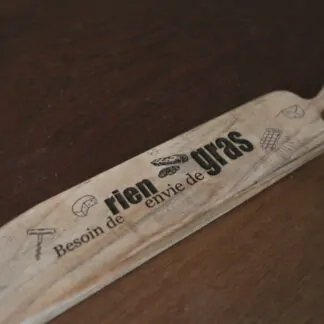 Besoin de rien
envie de gras